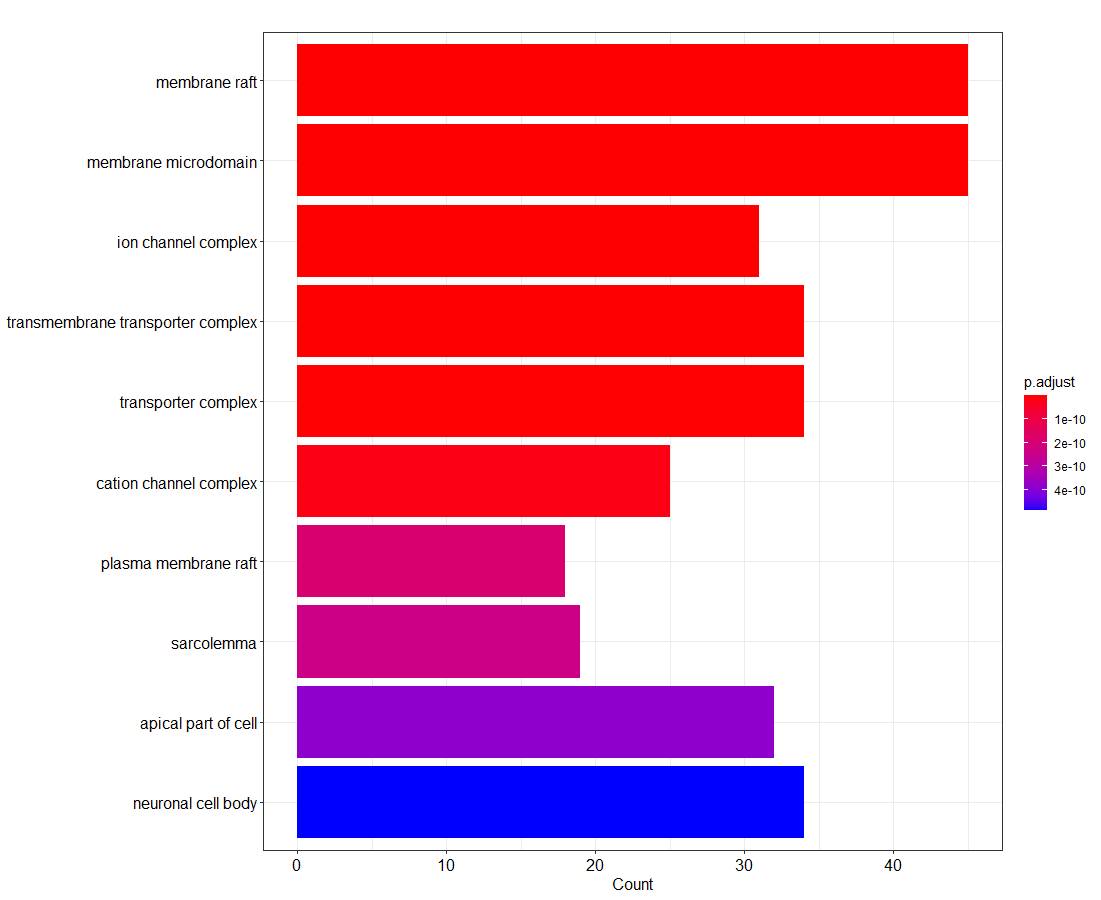 membrane raft
membrane microdomain
ion channel complex
transmembrane transporter complex
transporter complex
cation channel complex
plasma membrane raft
sarcolemma
apical part of cell
neuronal cell body
0 10 20 30 40
Count
p.adjust
1e-10
2e-10
3e-10
4e-10